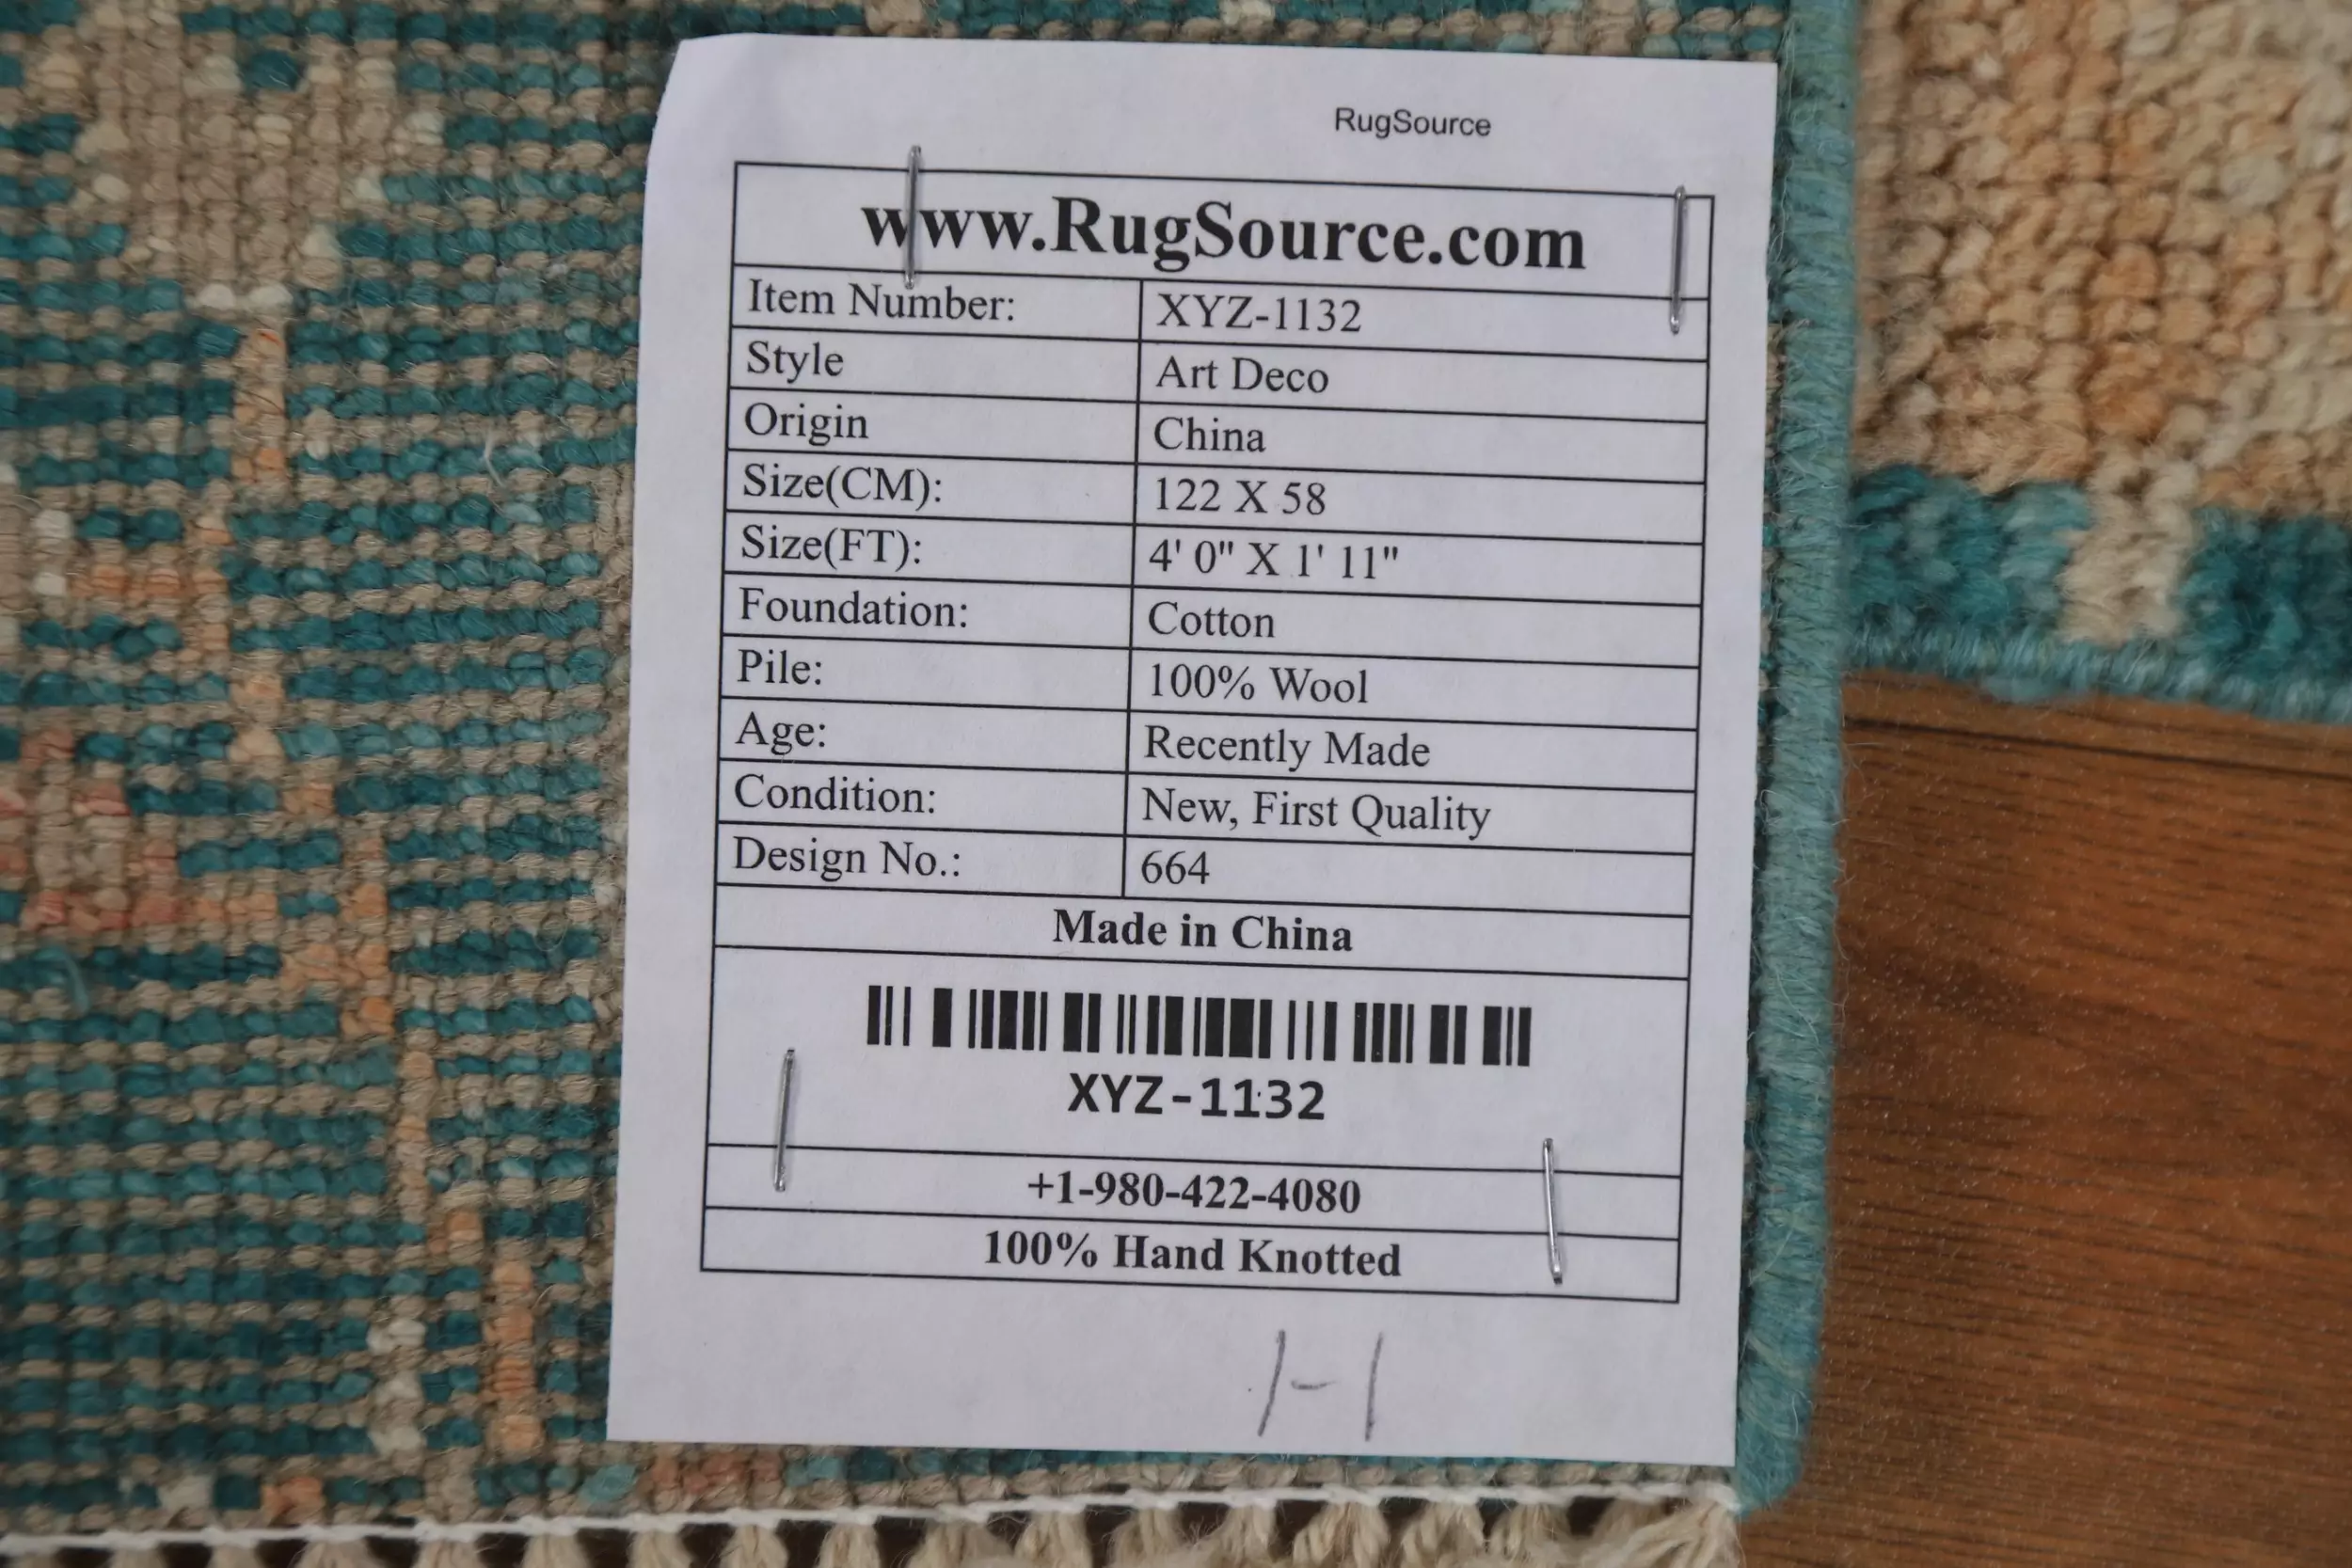 RugSource
www.RugSource.com
Item Number: XYZ-1132
Style Art Deco
Origin China
Size(CM): 122 X 58
Size(FT): 4' 0" X 1' 11"
Foundation: Cotton
Pile: 100% Wool
Age: Recently Made
Condition: New, First Quality
Design No.: 664
Made in China
XYZ-1132
+1-980-422-4080
100% Hand Knotted
1-1